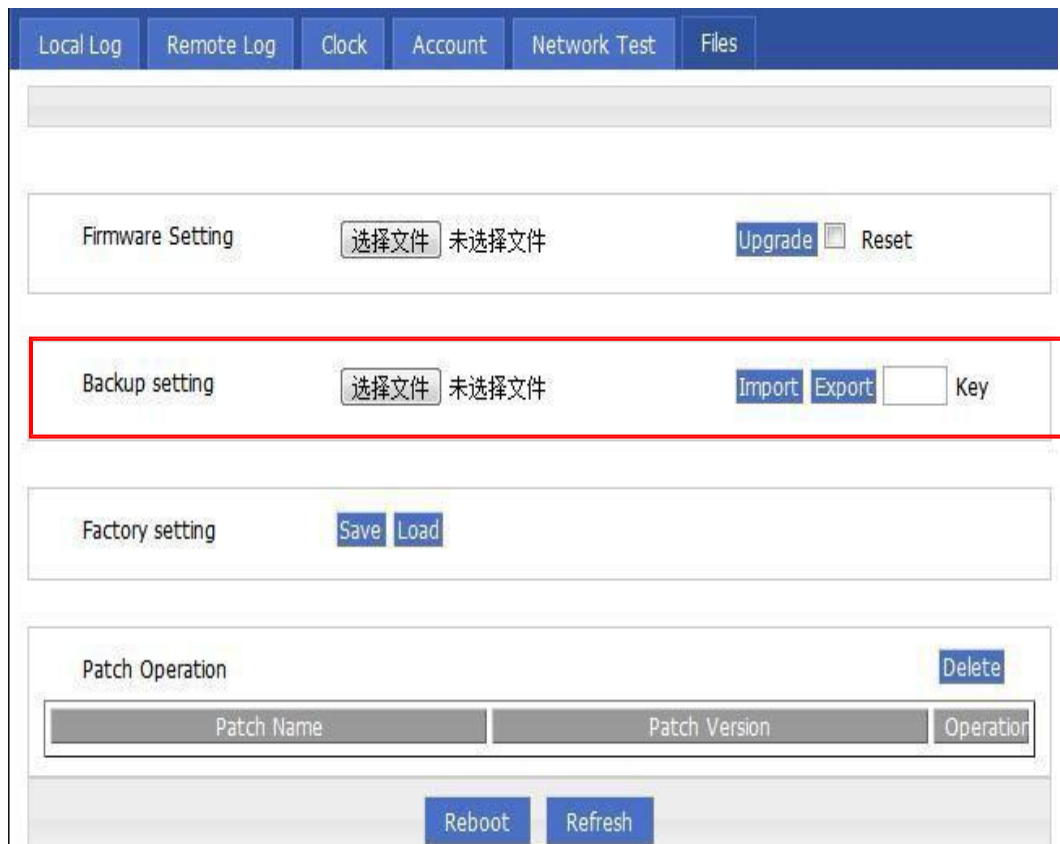 Local Log Remote Log Clock Account Network Test Files
Firmware Setting 选择文件 未选择文件 Upgrade Reset
Backup setting 选择文件 未选择文件 Import Export Key
Factory setting Save Load
Patch Operation Delete
Patch Name Patch Version Operation
Reboot Refresh